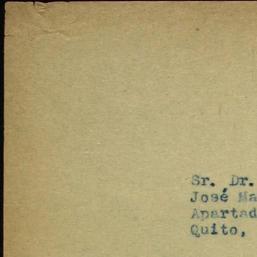 Sr. Dr.
José Ma
Apartad
Quito,